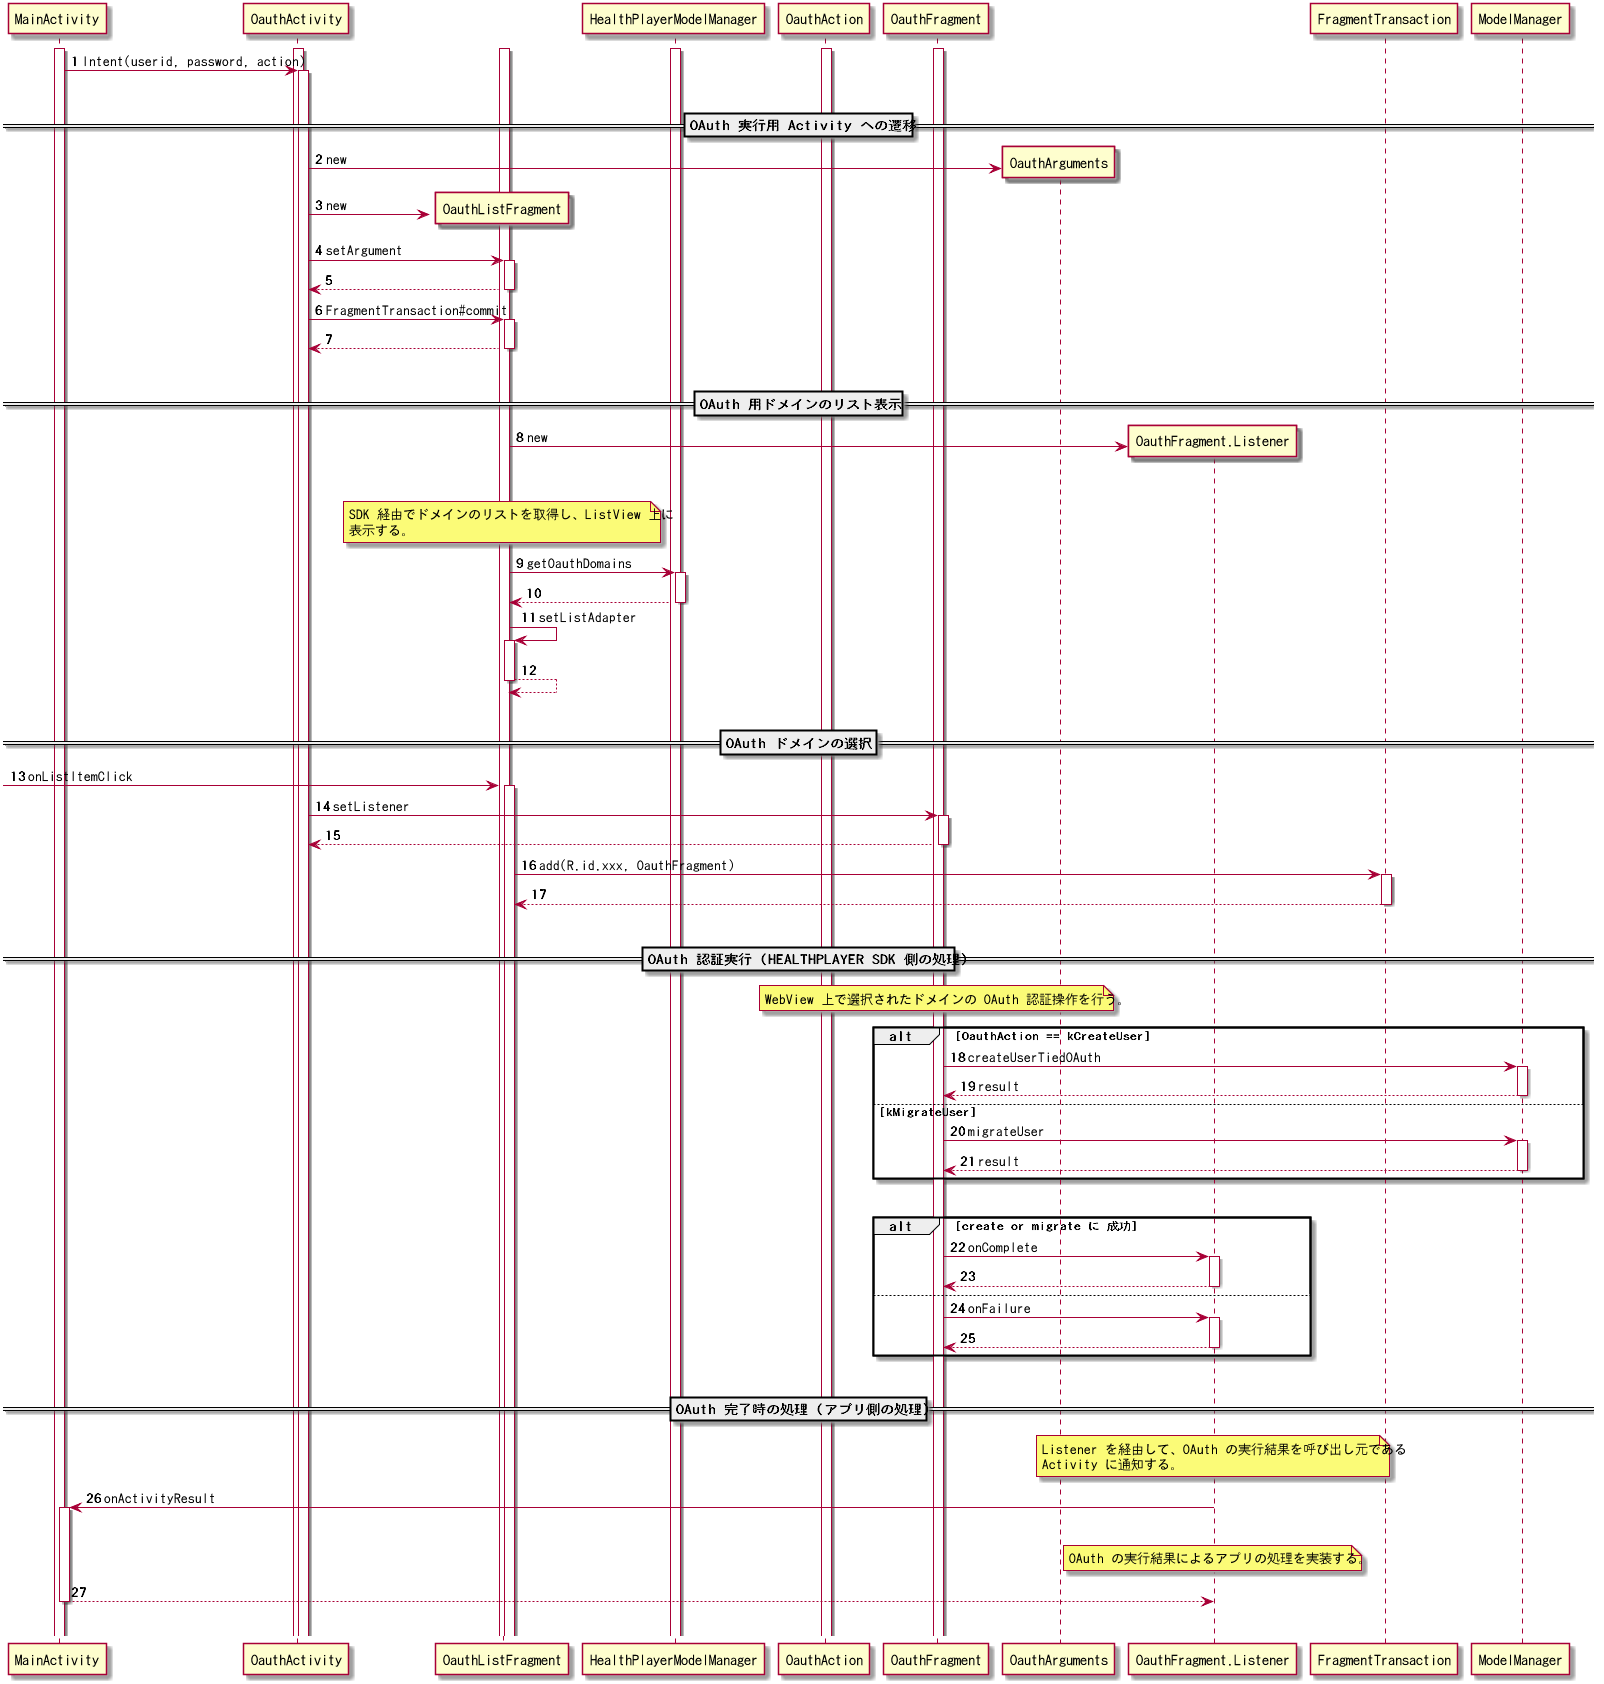 MainActivity
OauthActivity
HealthPlayerModelManager
OauthAction
OauthFragment
FragmentTransaction
ModelManager
1 Intent(userid, password, action)
OAuth 実行用 Activity への遷移
2 new
OauthArguments
3 new
OauthListFragment
4 setArgument
5
6 FragmentTransaction#commit
7
OAuth 用ドメインのリスト表示
8 new
OauthFragment.Listener
SDK 経由でドメインのリストを取得し、ListView 上に
表示する。
9 getOauthDomains
10
11 setListAdapter
12
OAuth ドメインの選択
13 onListItemClick
14 setListener
15
16 add(R.id.xxx, OauthFragment)
17
OAuth 認証実行 (HEALTHPLAYER SDK 側の処理)
WebView 上で選択されたドメインの OAuth 認証操作を行う。
alt [OauthAction == kCreateUser]
18 createUserTiedOAuth
19 result
[kMigrateUser]
20 migrateUser
21 result
alt [create or migrate に 成功]
22 onComplete
23
24 onFailure
25
OAuth 完了時の処理 (アプリ側の処理)
Listener を経由して、OAuth の実行結果を呼び出し元である
Activity に通知する。
26 onActivityResult
OAuth の実行結果によるアプリの処理を実装する。
27
MainActivity
OauthActivity
OauthListFragment
HealthPlayerModelManager
OauthAction
OauthFragment
OauthArguments
OauthFragment.Listener
FragmentTransaction
ModelManager